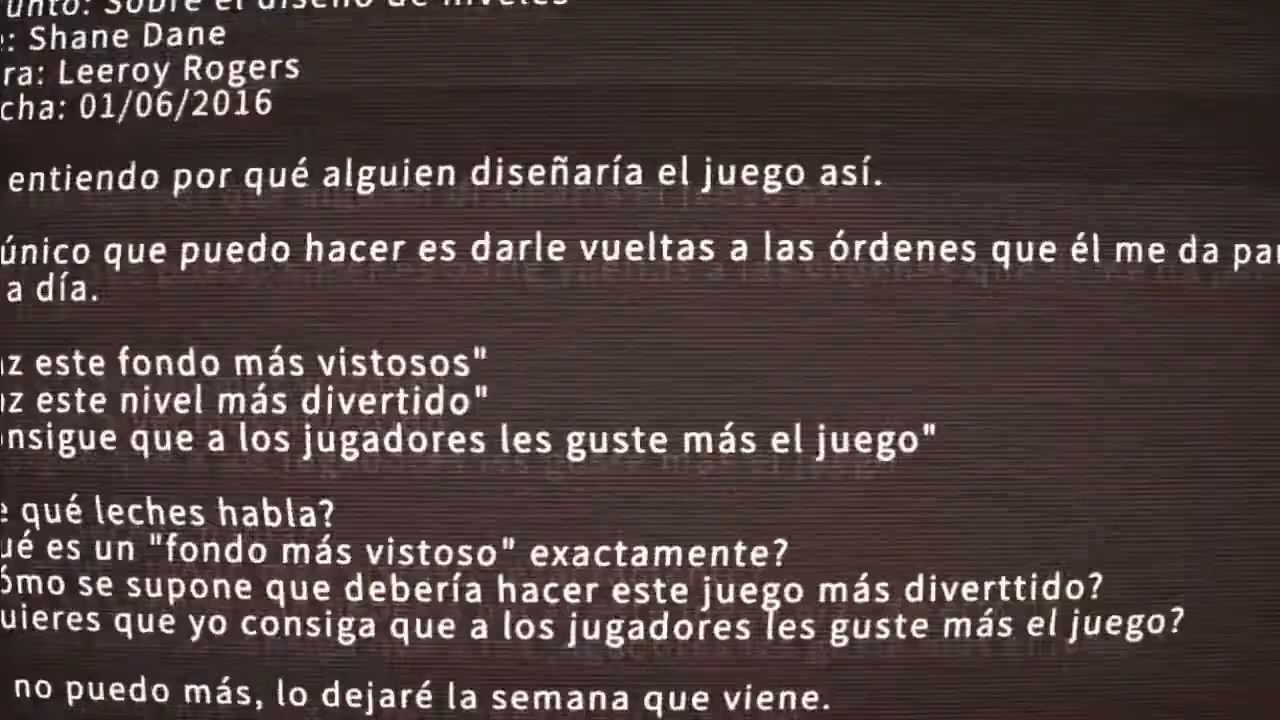 unto: Sobre el diseño de niveles
: Shane Dane
ra: Leeroy Rogers
cha: 01/06/2016
entiendo por qué alguien diseñaría el juego así.
único que puedo hacer es darle vueltas a las órdenes que él me da par
a día.
z este fondo más vistosos"
z este nivel más divertido"
nsigue que a los jugadores les guste más el juego"
qué leches habla?
ué es un "fondo más vistoso" exactamente?
ómo se supone que debería hacer este juego más diverttido?
uieres que yo consiga que a los jugadores les guste más el juego?
no puedo más, lo dejaré la semana que viene.